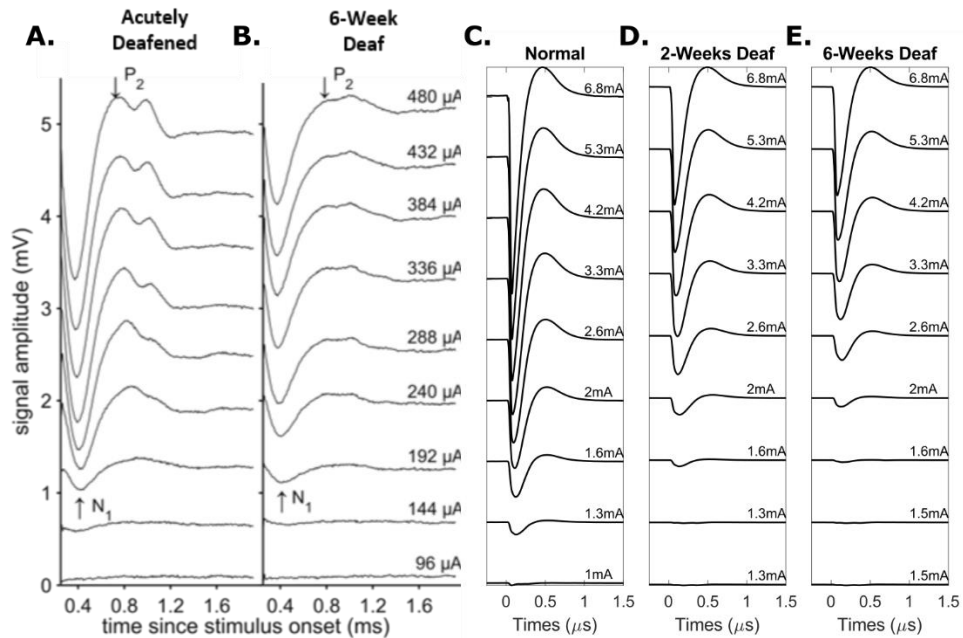 A.
Acutely
Deafened
B.
6-Week
Deaf
C.
Normal
D.
2-Weeks Deaf
E.
6-Weeks Deaf
P2
P2
480 µA
432 µA
384 µA
336 µA
288 µA
240 µA
192 µA
144 µA
96 µA
N1
N1
signal amplitude (mV)
5
4
3
2
1
0
0.4 0.8 1.2 1.6
0.4 0.8 1.2 1.6
time since stimulus onset (ms)
6.8mA
5.3mA
4.2mA
3.3mA
2.6mA
2mA
1.6mA
1.3mA
1mA
0 0.5 1 1.5
Times (µs)
6.8mA
5.3mA
4.2mA
3.3mA
2.6mA
2mA
1.6mA
1.3mA
1.3mA
0 0.5 1 1.5
Times (µs)
6.8mA
5.3mA
4.2mA
3.3mA
2.6mA
2mA
1.6mA
1.5mA
1.5mA
0 0.5 1 1.5
Times (µs)